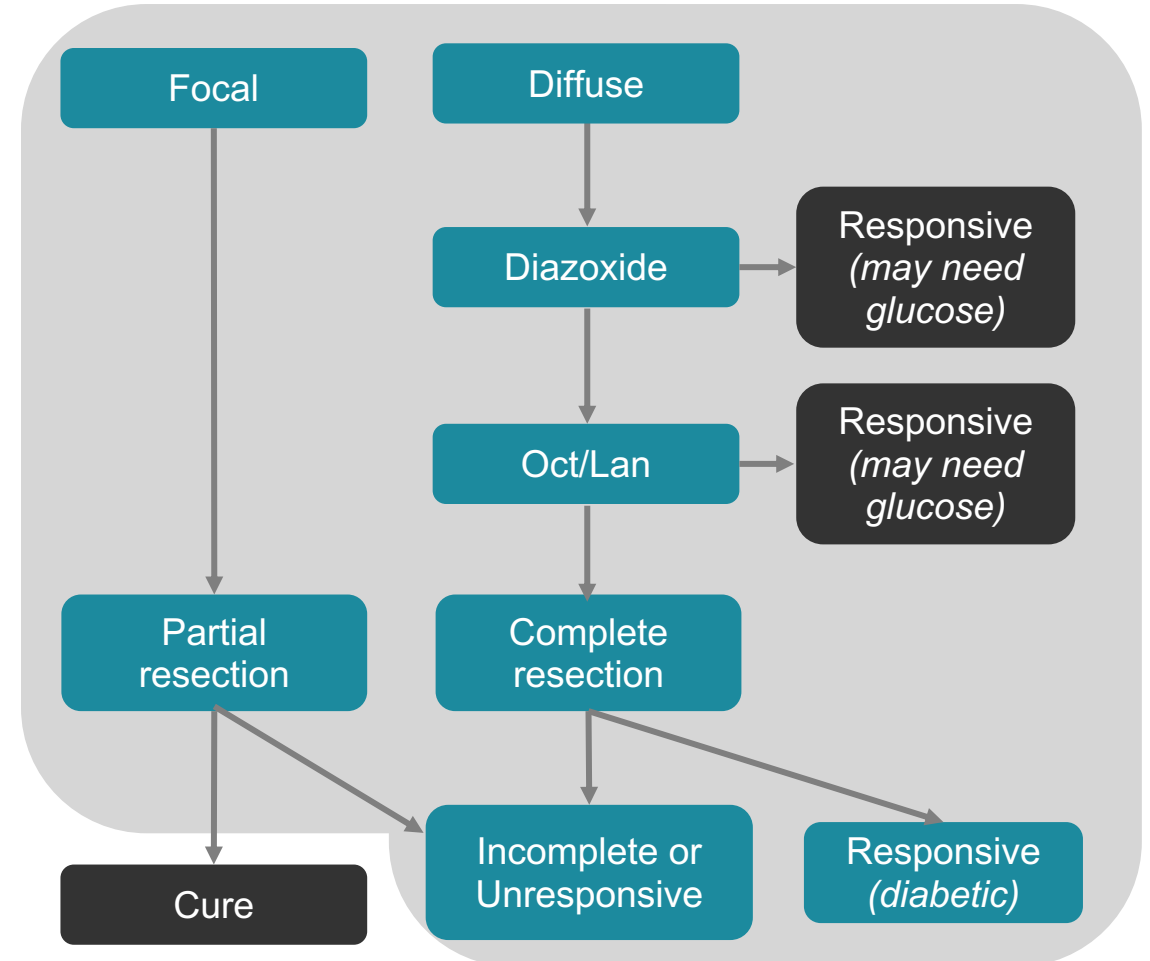 Focal
Diffuse
Diazoxide
Responsive
(may need
glucose)
Oct/Lan
Responsive
(may need
glucose)
Partial
resection
Complete
resection
Cure
Incomplete or
Unresponsive
Responsive
(diabetic)